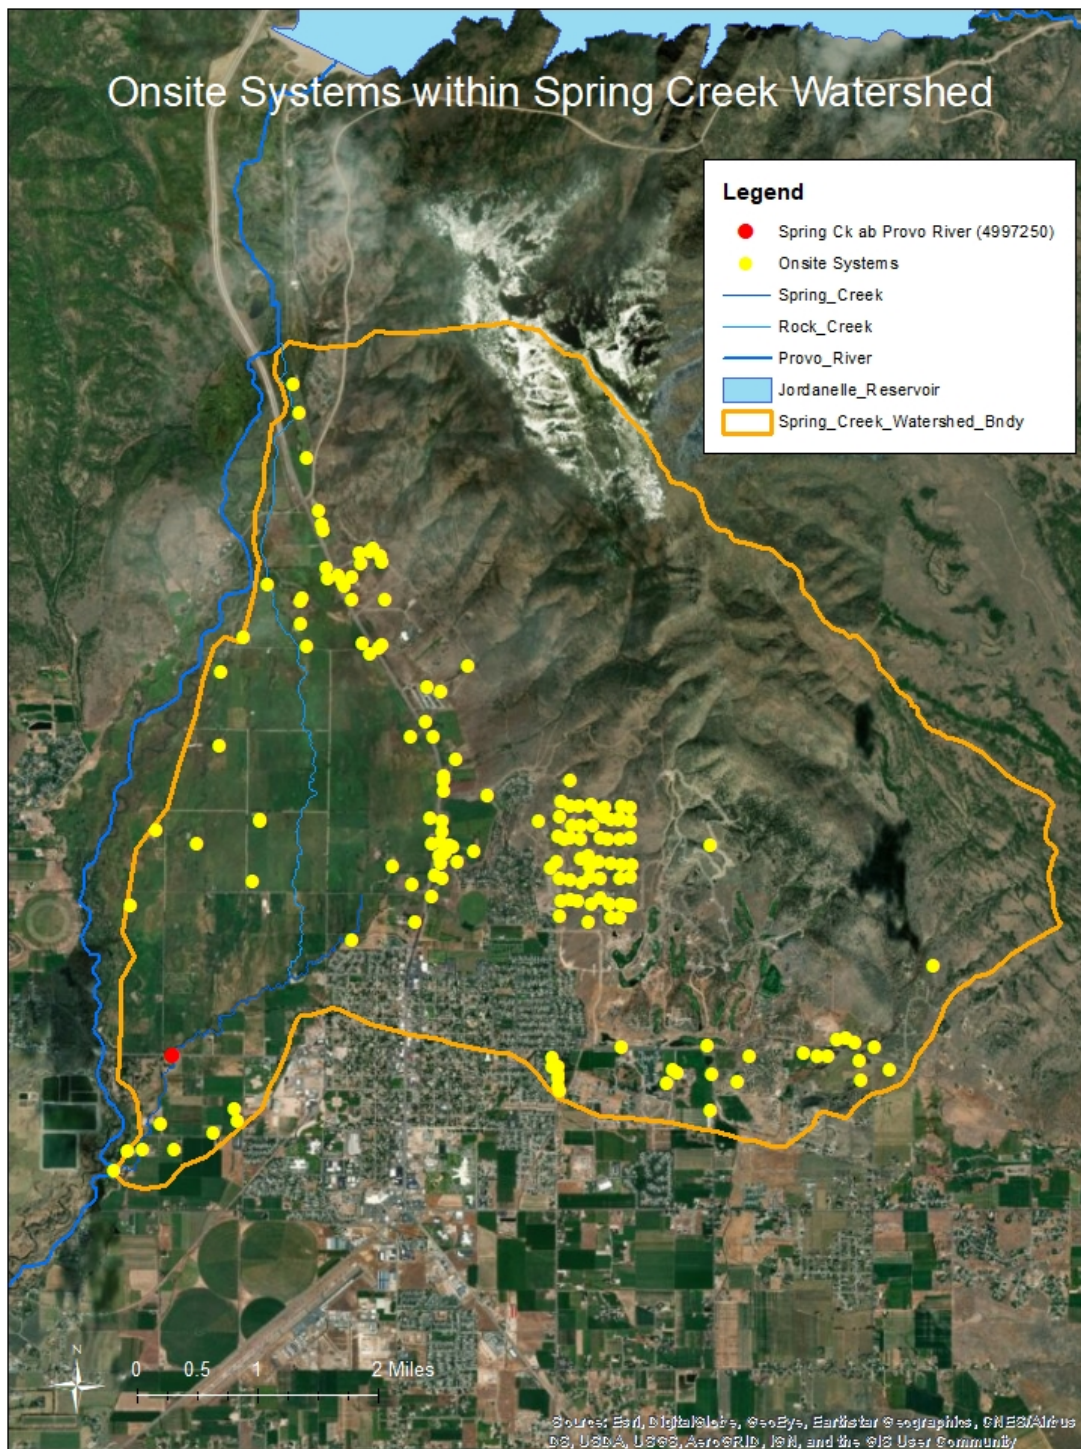 Onsite Systems within Spring Creek Watershed
Legend
Spring Ck ab Provo River (4997250)
Onsite Systems
Spring_Creek
Rock_Creek
Provo_River
Jordanelle_Reservoir
Spring_Creek_Watershed_Bndy
N
0 0.5 1 2 Miles
Source: Esri, DigitalGlobe, GeoEye, Earthstar Geographics, CNES/Airbus
DS, USDA, USGS, AeroGRID, IGN, and the GIS User Community